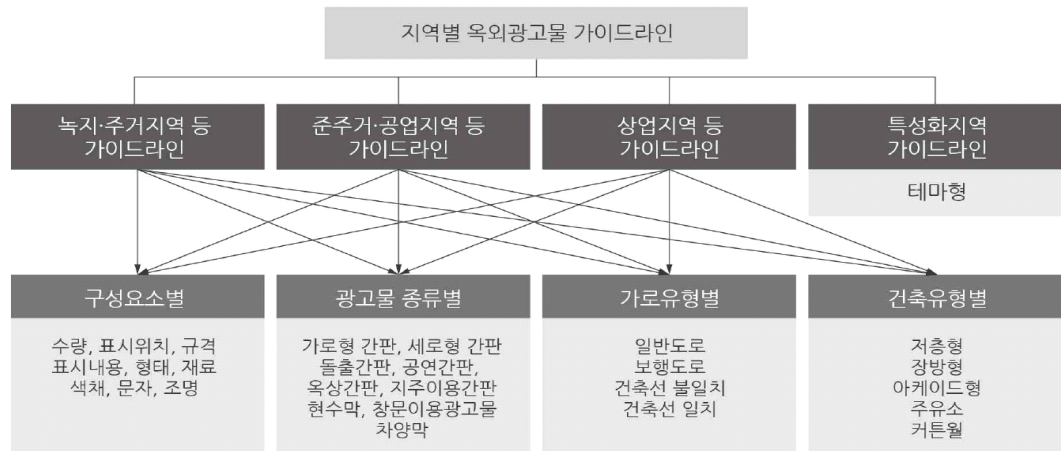 지역별 옥외광고물 가이드라인
녹지·주거지역 등
가이드라인
준주거·공업지역 등
가이드라인
상업지역 등
가이드라인
특성화지역
가이드라인
테마형
구성요소별
수량, 표시위치, 규격
표시내용, 형태, 재료
색채, 문자, 조명
광고물 종류별
가로형 간판, 세로형 간판
돌출간판, 공연간판,
옥상간판, 지주이용간판
현수막, 창문이용광고물
차양막
가로유형별
일반도로
보행도로
건축선 불일치
건축선 일치
건축유형별
저층형
장방형
아케이드형
주유소
커튼월